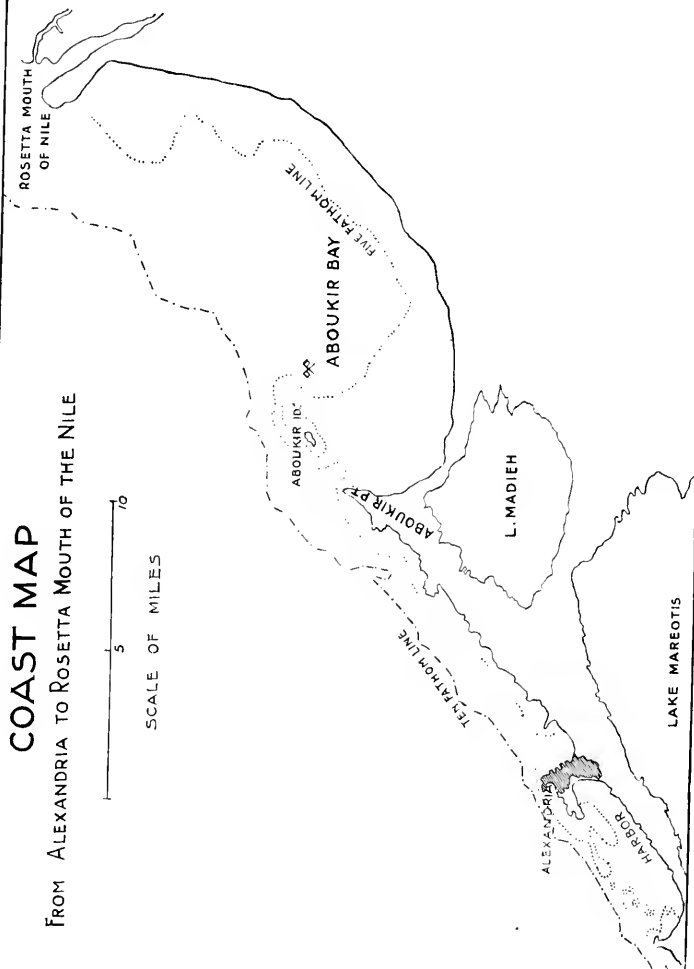 COAST MAP
FROM ALEXANDRIA TO ROSETTA MOUTH OF THE NILE
5
10
SCALE OF MILES
ROSETTA MOUTH
OF NILE
FIVE FATHOM LINE
ABOUKIR BAY
ABOUKIR ID.
ABOUKIR PT.
L. MADIEH
TEN FATHOM LINE
ALEXANDRIA
HARBOR
LAKE MAREOTIS